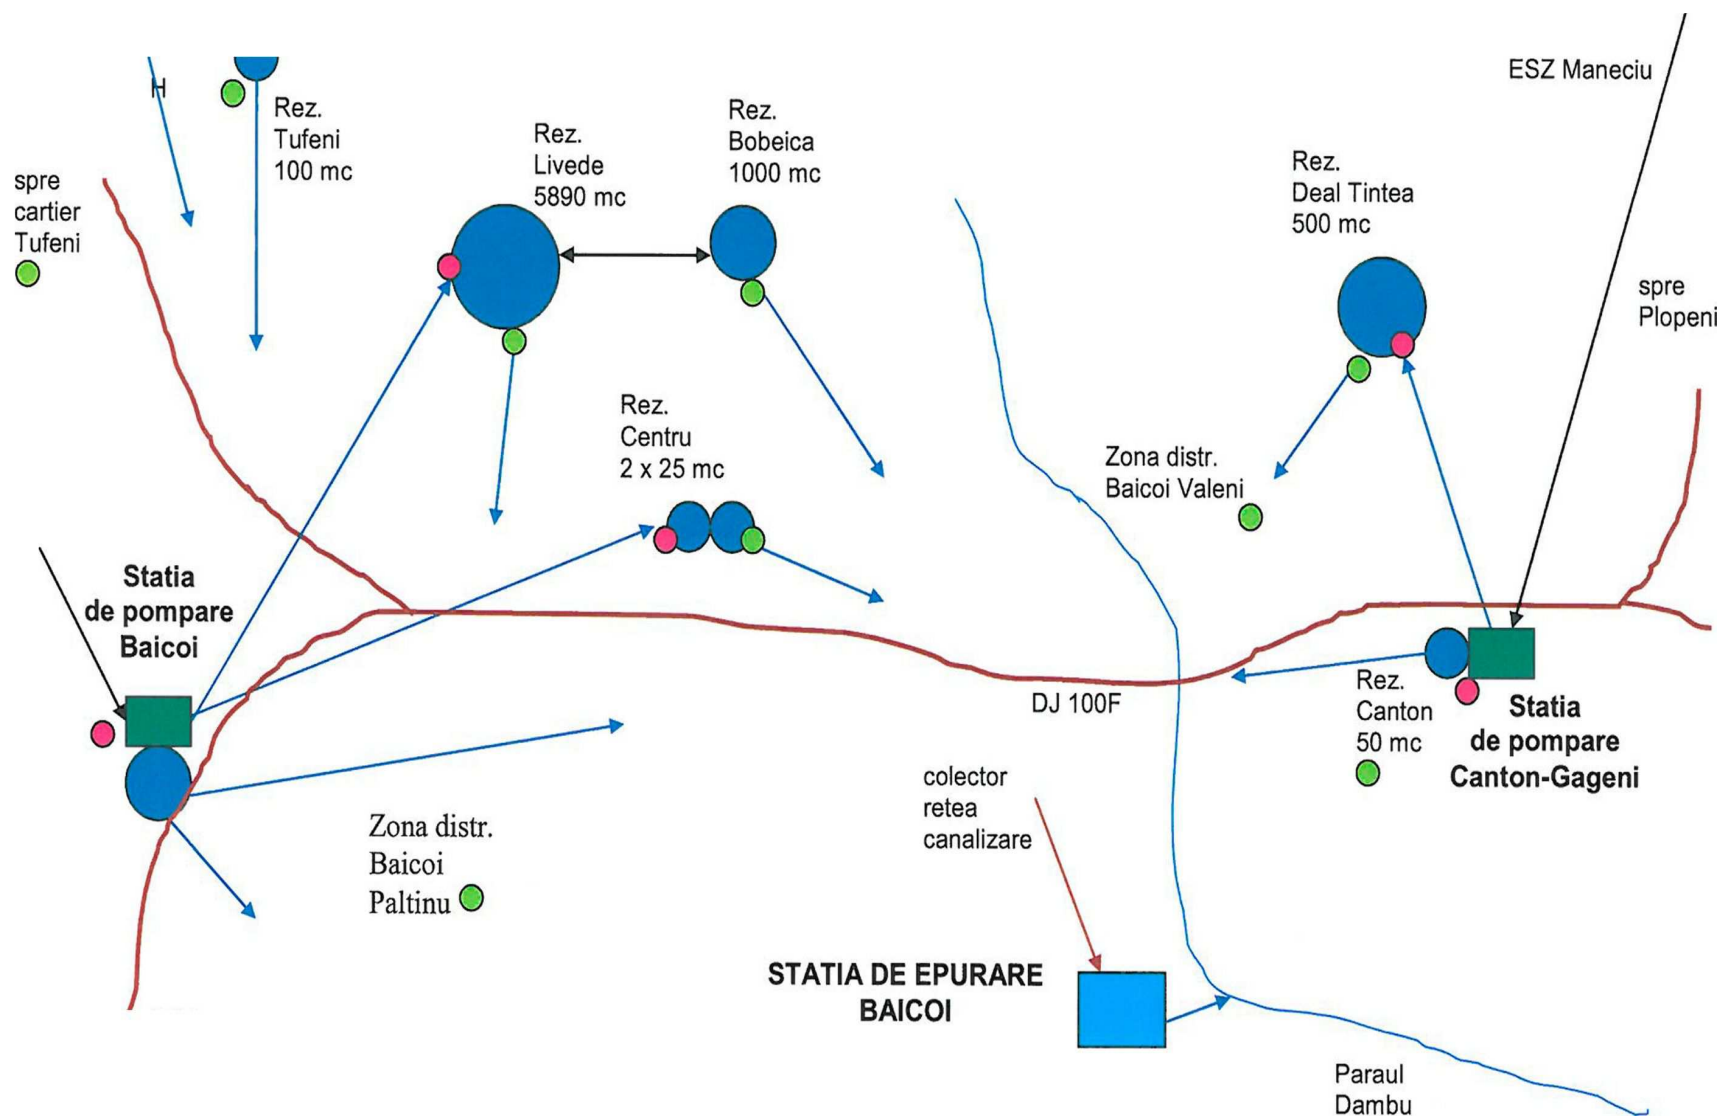 ESZ Maneciu
H
Rez.
Tufeni
100 mc
Rez.
Livede
5890 mc
Rez.
Bobeica
1000 mc
Rez.
Deal Tintea
500 mc
spre
cartier
Tufeni
spre
Plopeni
Rez.
Centru
2 x 25 mc
Zona distr.
Baicoi Valeni
Statia
de pompare
Baicoi
DJ 100F
Rez.
Canton
50 mc
Statia
de pompare
Canton-Gageni
Zona distr.
Baicoi
Paltinu
colector
retea
canalizare
STATIA DE EPURARE
BAICOI
Paraul
Dambu